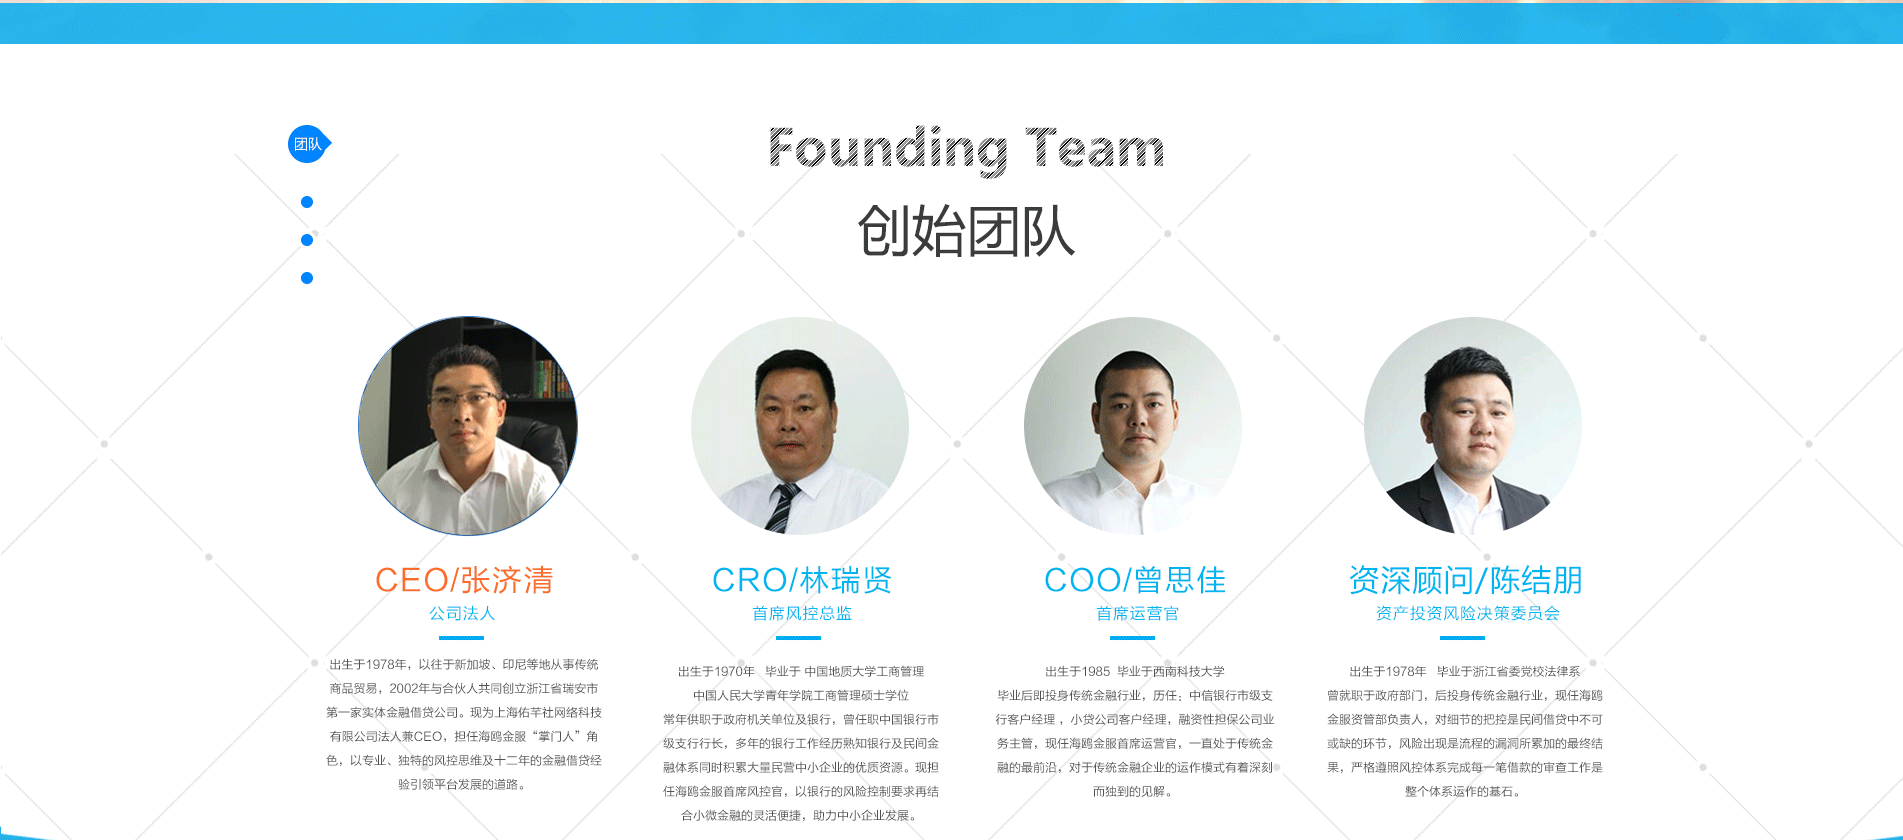 团队
Founding Team
创始团队
CEO/张济清
公司法人
出生于1978年，以往于新加坡、印尼等地从事传统
商品贸易，2002年与合伙人共同创立浙江省瑞安市
第一家实体金融借贷公司。现为上海佑芊社网络科技
有限公司法人兼CEO，担任海鸥金服“掌门人”角
色，以专业、独特的风控思维及十二年的金融借贷经
验引领平台发展的道路。
CRO/林瑞贤
首席风控总监
出生于1970年 毕业于 中国地质大学工商管理
中国人民大学青年学院工商管理硕士学位
常年供职于政府机关单位及银行，曾任职中国银行市
级支行行长，多年的银行工作经历熟知银行及民间金
融体系同时积累大量民营中小企业的优质资源。现担
任海鸥金服首席风控官，以银行的风险控制要求再结
合小微金融的灵活便捷，助力中小企业发展。
COO/曾思佳
首席运营官
出生于1985 毕业于西南科技大学
毕业后即投身传统金融行业，历任：中信银行市级支
行客户经理，小贷公司客户经理，融资性担保公司业
务主管，现任海鸥金服首席运营官，一直处于传统金
融的最前沿，对于传统金融企业的运作模式有着深刻
而独到的见解。
资深顾问/陈结朋
资产投资风险决策委员会
出生于1978年 毕业于浙江省委党校法律系
曾就职于政府部门，后投身传统金融行业，现任海鸥
金服资管部负责人，对细节的把控是民间借贷中不可
或缺的环节，风险出现是流程的漏洞所累加的最终结
果，严格遵照风控体系完成每一笔借款的审查工作是
整个体系运作的基石。